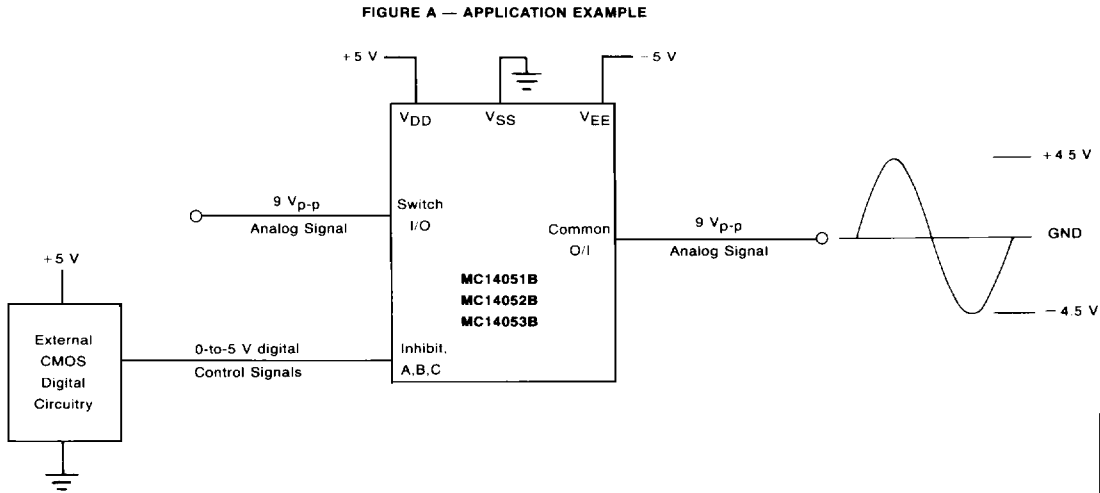 FIGURE A — APPLICATION EXAMPLE
+5 V
−5 V
VDD
VSS
VEE
9 Vp-p
Analog Signal
Switch
I/O
Common
O/I
9 Vp-p
Analog Signal
+4 5 V
GND
−4 5 V
MC14051B
MC14052B
MC14053B
+5 V
External
CMOS
Digital
Circuitry
0-to-5 V digital
Control Signals
Inhibit,
A,B,C